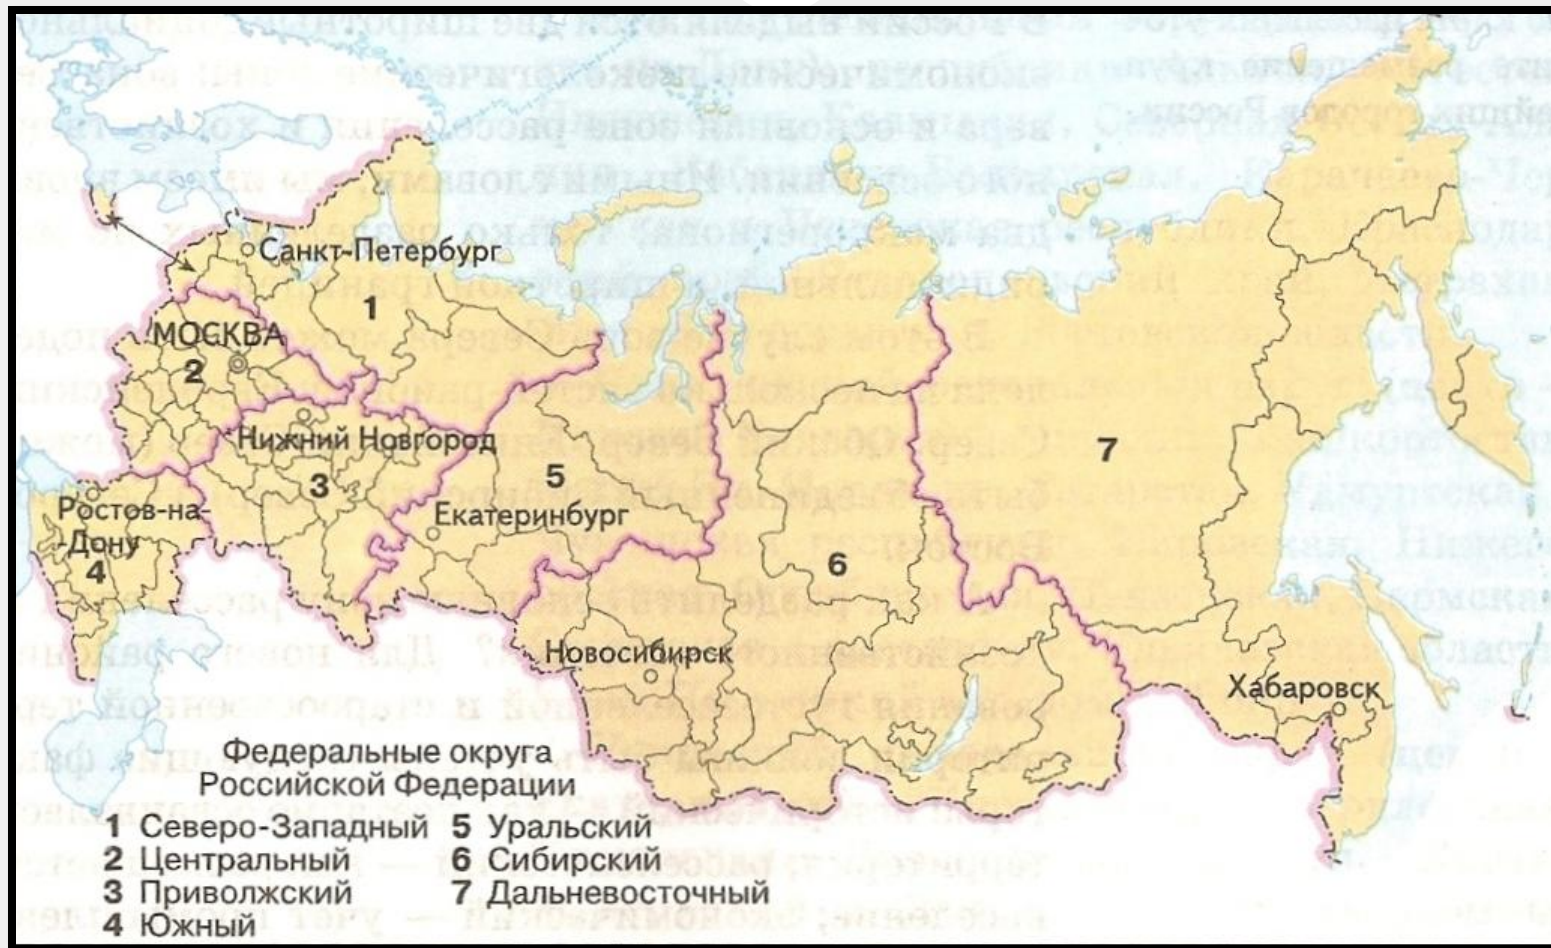 Санкт-Петербург
1
МОСКВА
2
Нижний Новгород
3
5
7
Ростов-на-
-Дону
4
Екатеринбург
6
Новосибирск
Хабаровск
Федеральные округа
Российской Федерации
1 Северо-Западный
2 Центральный
3 Приволжский
4 Южный
5 Уральский
6 Сибирский
7 Дальневосточный